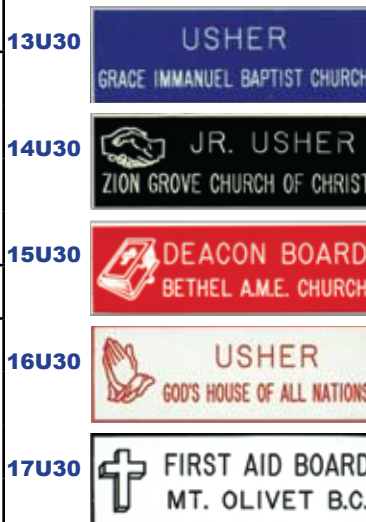 13U30
USHER
GRACE IMMANUEL BAPTIST CHURCH
14U30
JR. USHER
ZION GROVE CHURCH OF CHRIST
15U30
DEACON BOARD
BETHEL A.M.E. CHURCH
16U30
USHER
GOD'S HOUSE OF ALL NATIONS
17U30
FIRST AID BOARD
MT. OLIVET B.C.